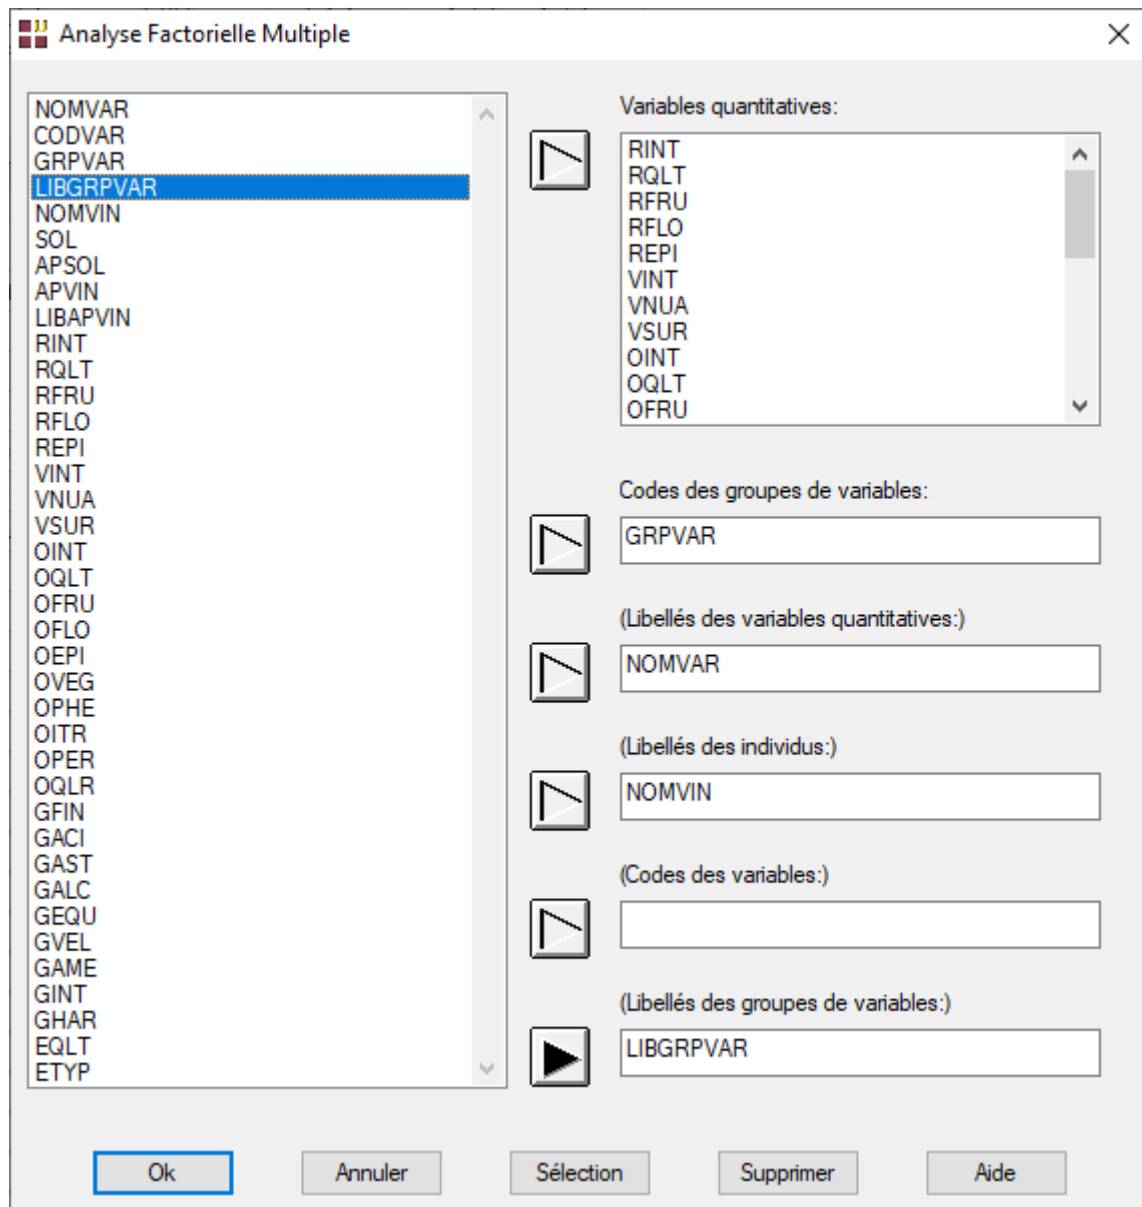 Analyse Factorielle Multiple
NOMVAR
CODVAR
GRPVAR
LIBGRPVAR
NOMVIN
SOL
APSOL
APVIN
LIBAPVIN
RINT
RQLT
RFRU
RFLO
REPI
VINT
VNUA
VSUR
OINT
OQLT
OFRU
OFLO
OEPI
OVEG
OPHE
OITR
OPER
OQLR
GFIN
GACI
GAST
GALC
GEQU
GVEL
GAME
GINT
GHAR
EQLT
ETYP
Variables quantitatives:
RINT
RQLT
RFRU
RFLO
REPI
VINT
VNUA
VSUR
OINT
OQLT
OFRU
Codes des groupes de variables:
GRPVAR
(Libellés des variables quantitatives:)
NOMVAR
(Libellés des individus:)
NOMVIN
(Codes des variables:)
(Libellés des groupes de variables:)
LIBGRPVAR
Ok Annuler Sélection Supprimer Aide